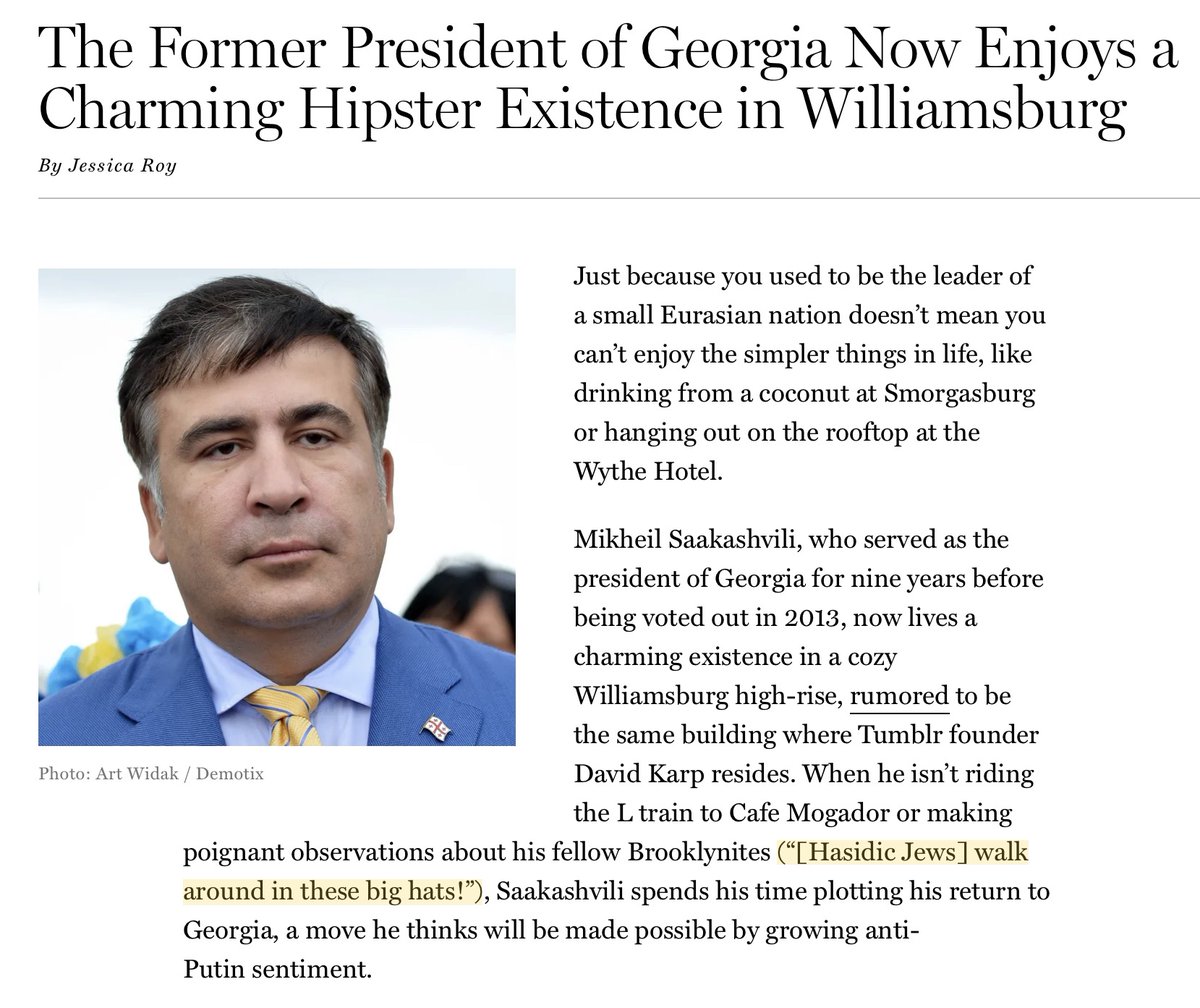 The Former President of Georgia Now Enjoys a
Charming Hipster Existence in Williamsburg
By Jessica Roy
Just because you used to be the leader of
a small Eurasian nation doesn’t mean you
can’t enjoy the simpler things in life, like
drinking from a coconut at Smorgasburg
or hanging out on the rooftop at the
Wythe Hotel.
Mikheil Saakashvili, who served as the
president of Georgia for nine years before
being voted out in 2013, now lives a
charming existence in a cozy
Williamsburg high-rise, rumored to be
the same building where Tumblr founder
David Karp resides. When he isn’t riding
the L train to Cafe Mogador or making
poignant observations about his fellow Brooklynites (“[Hasidic Jews] walk
around in these big hats!”), Saakashvili spends his time plotting his return to
Georgia, a move he thinks will be made possible by growing anti-
Putin sentiment.
Photo: Art Widak / Demotix